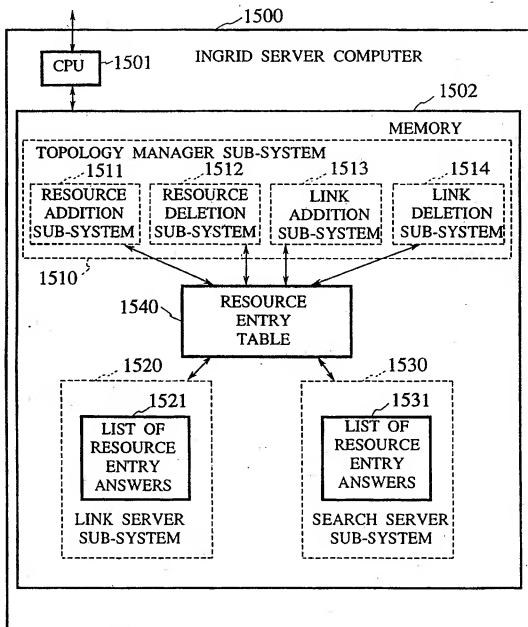 1500
CPU
1501
INGRID SERVER COMPUTER
1502
MEMORY
TOPOLOGY MANAGER SUB-SYSTEM
1511
1512
1513
1514
RESOURCE
ADDITION
SUB-SYSTEM
RESOURCE
DELETION
SUB-SYSTEM
LINK
ADDITION
SUB-SYSTEM
LINK
DELETION
SUB-SYSTEM
1510
1540
RESOURCE
ENTRY
TABLE
1520
1530
1521
LIST OF
RESOURCE
ENTRY
ANSWERS
LINK SERVER
SUB-SYSTEM
1531
LIST OF
RESOURCE
ENTRY
ANSWERS
SEARCH SERVER
SUB-SYSTEM